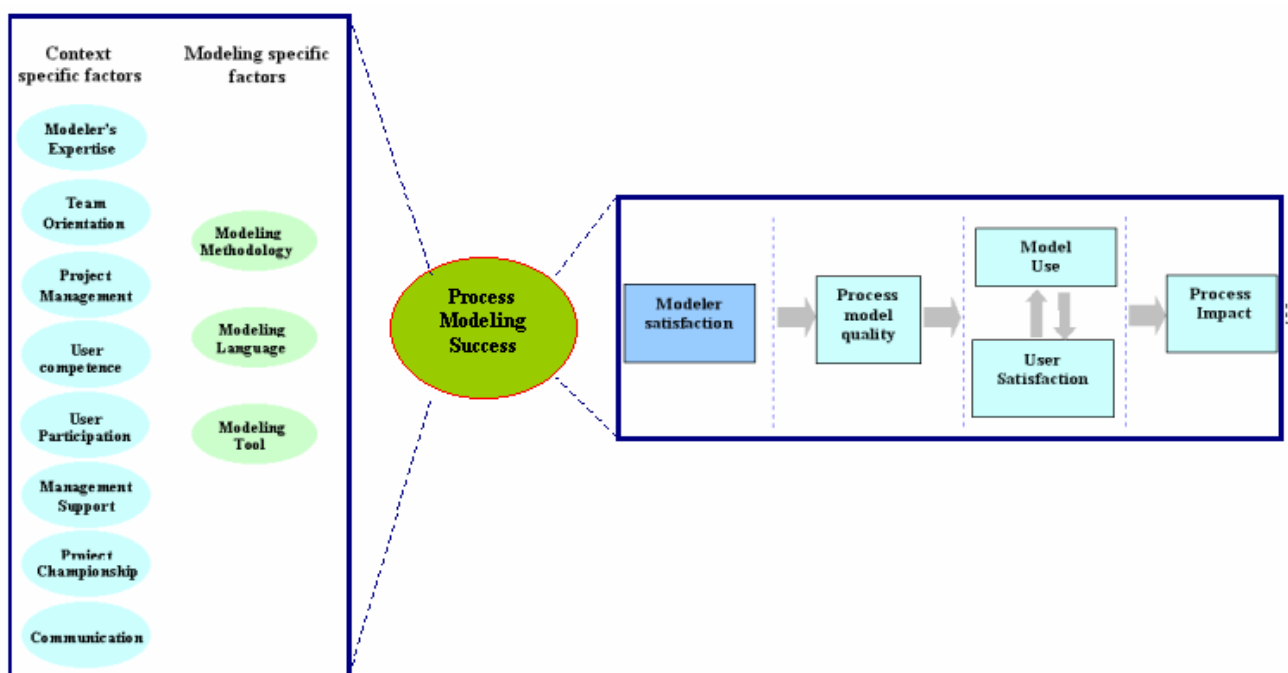 Context
specific factors
Modeler's
Expertise
Team
Orientation
Project
Management
User
competence
User
Participation
Management
Support
Project
Championship
Communication
Modeling specific
factors
Modeling
Methodology
Modeling
Language
Modeling
Tool
Process
Modeling
Success
Modeler
satisfaction
Process
model
quality
Model
Use
User
Satisfaction
Process
Impact